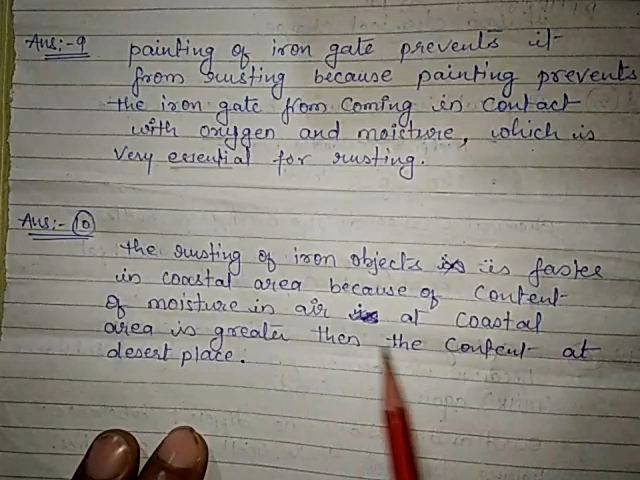 Ans:-9 painting of iron gate prevents it
from rusting because painting prevents
the iron gate from coming in contact
with oxygen and moisture, which is
very essential for rusting.
Ans:- 10
the rusting of iron objects is is faster
in coastal area because of content
of moisture in air is at coastal
area is greater then the content at
desert place.